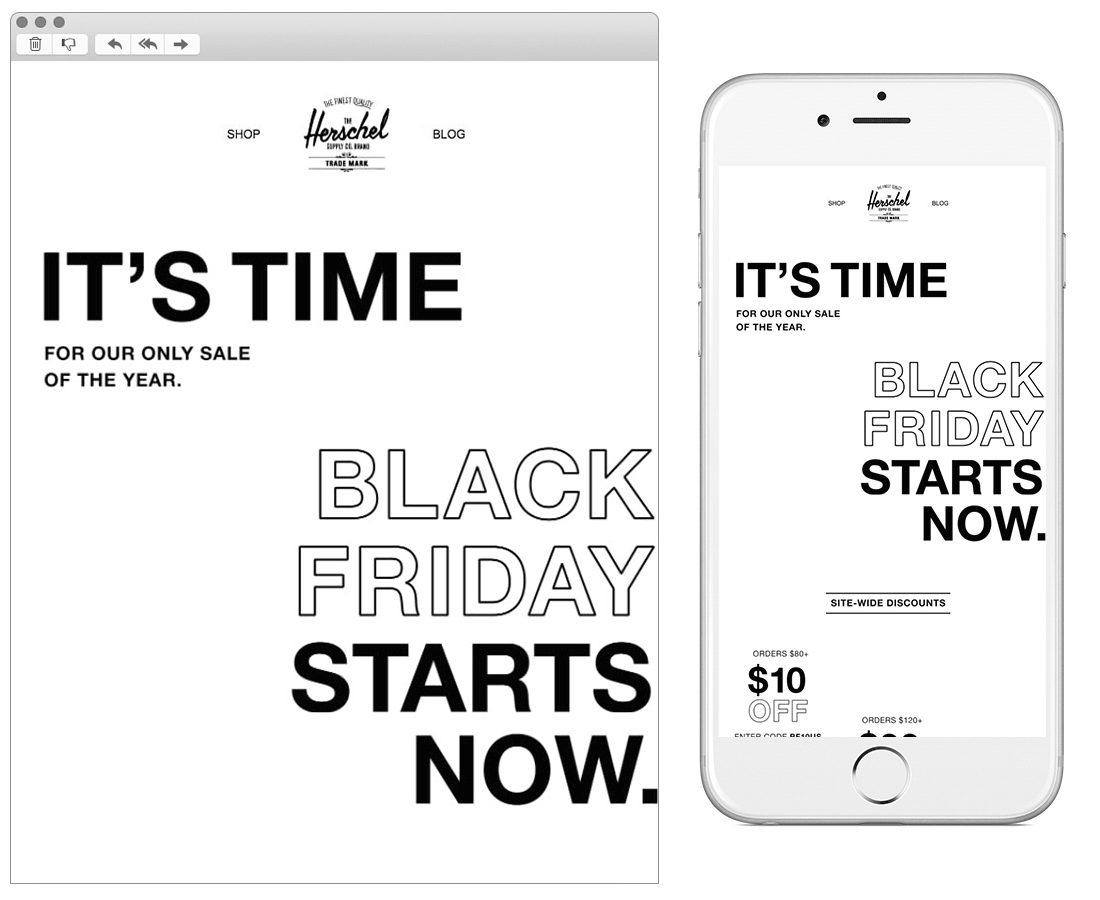 THE FINEST QUALITY
SHOP
THE
Herschel
SUPPLY CO. BRAND
TRADE MARK
BLOG
IT’S TIME
FOR OUR ONLY SALE
OF THE YEAR.
BLACK
FRIDAY
STARTS
NOW.
THE FINEST QUALITY
SHOP
THE
Herschel
SUPPLY CO. BRAND
TRADE MARK
BLOG
IT’S TIME
FOR OUR ONLY SALE
OF THE YEAR.
BLACK
FRIDAY
STARTS
NOW.
SITE-WIDE DISCOUNTS
ORDERS $80+
$10
OFF
ORDERS $120+
ENTER CODE BF10US